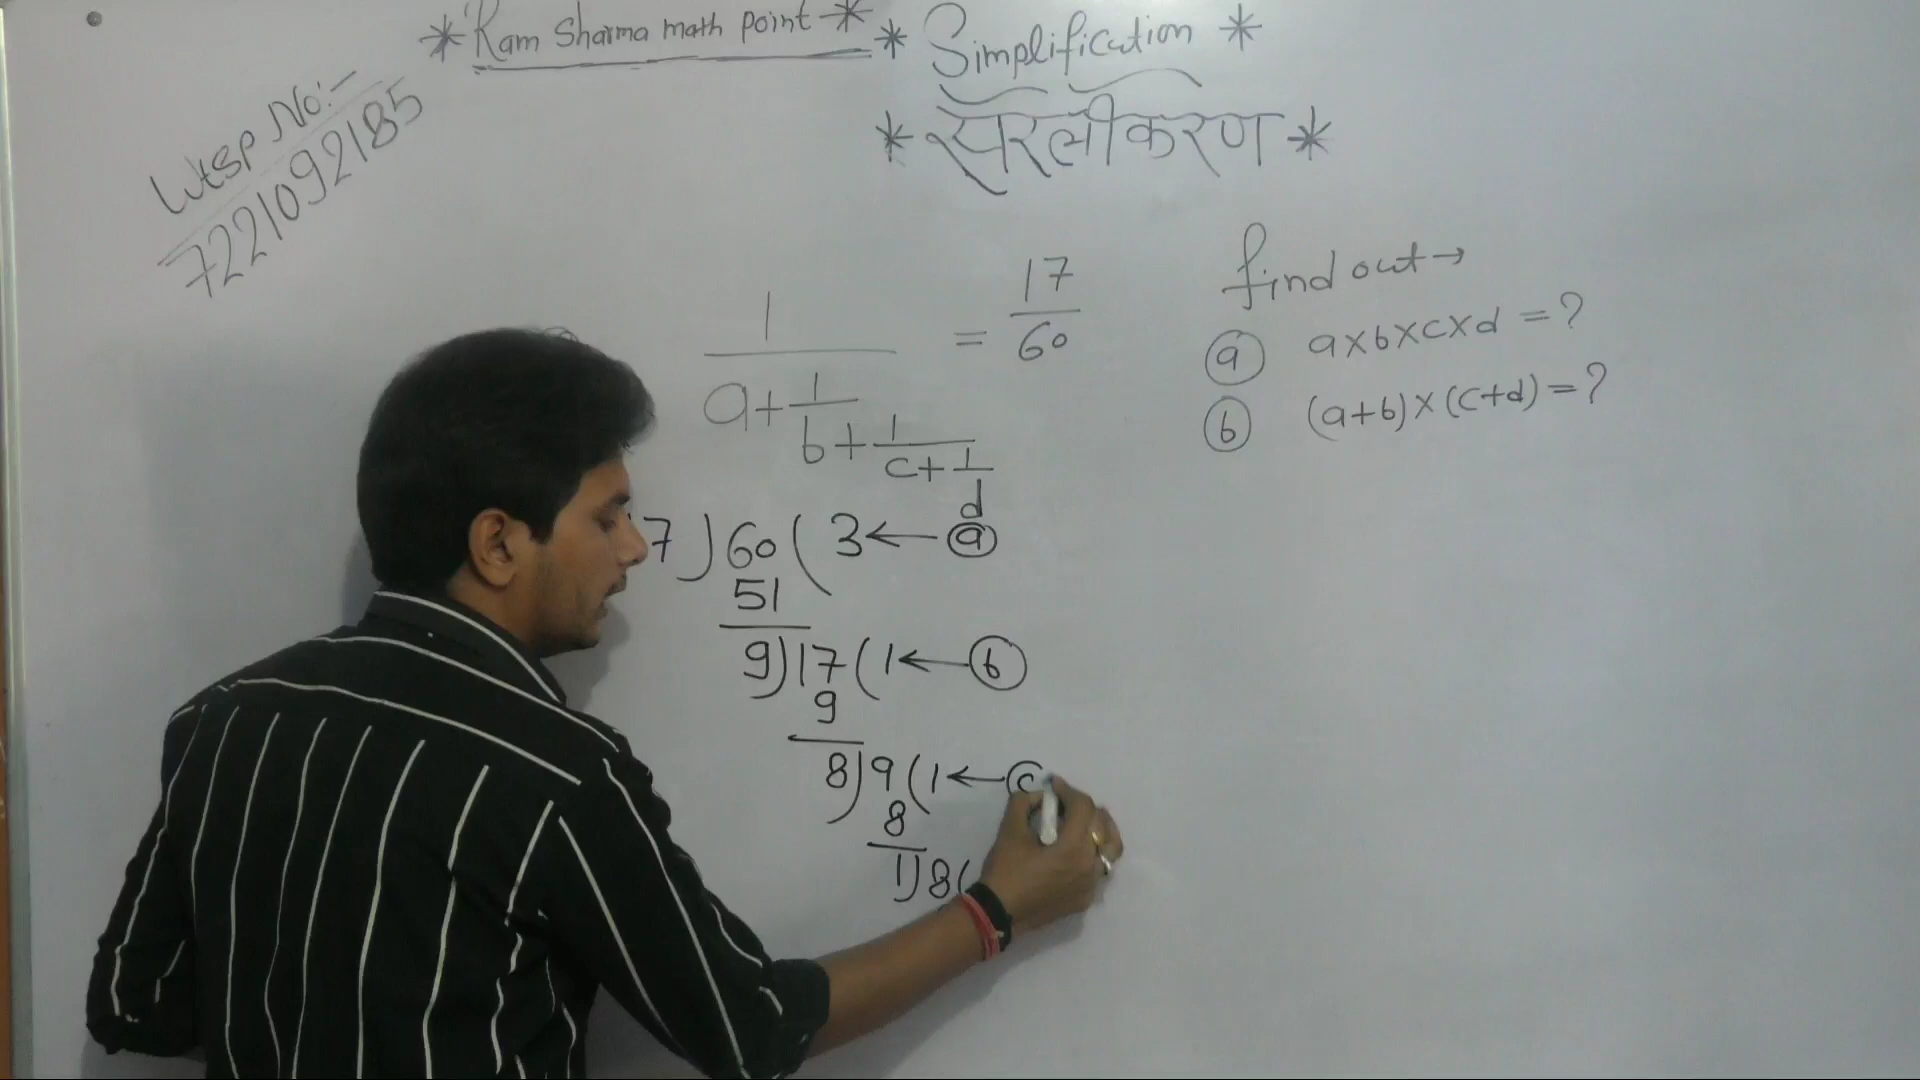 * Ram Sharma math point *
* Simplification *
* सरलीकरण *
Wtsp No:-
7221092185
1 / (a + 1 / (b + 1 / (c + 1 / d))) = 17 / 60
find out →
(a) a×b×c×d = ?
(b) (a+b)×(c+d) = ?
7 ) 60 ( 3 ← (a)
51
9 ) 17 ( 1 ← (b)
9
8 ) 9 ( 1 ← (c
8
1 ) 8 (